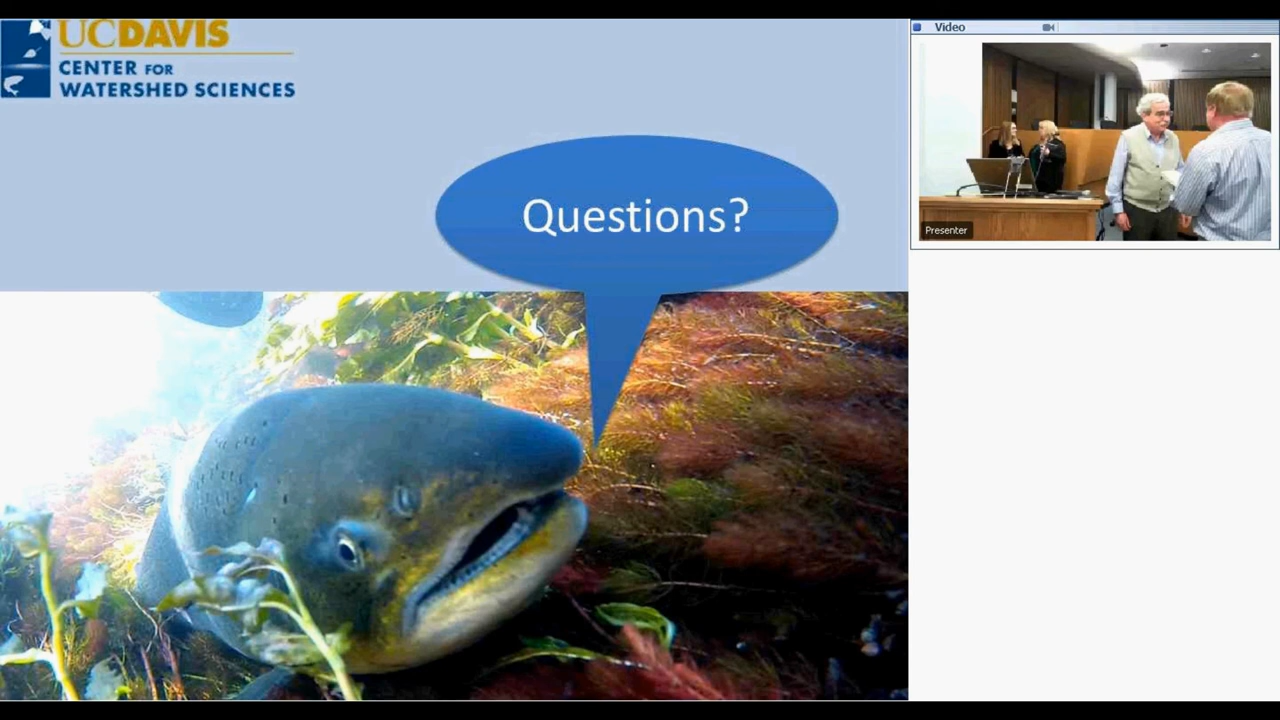 UCDAVIS
CENTER FOR
WATERSHED SCIENCES
Questions?
Video
Presenter